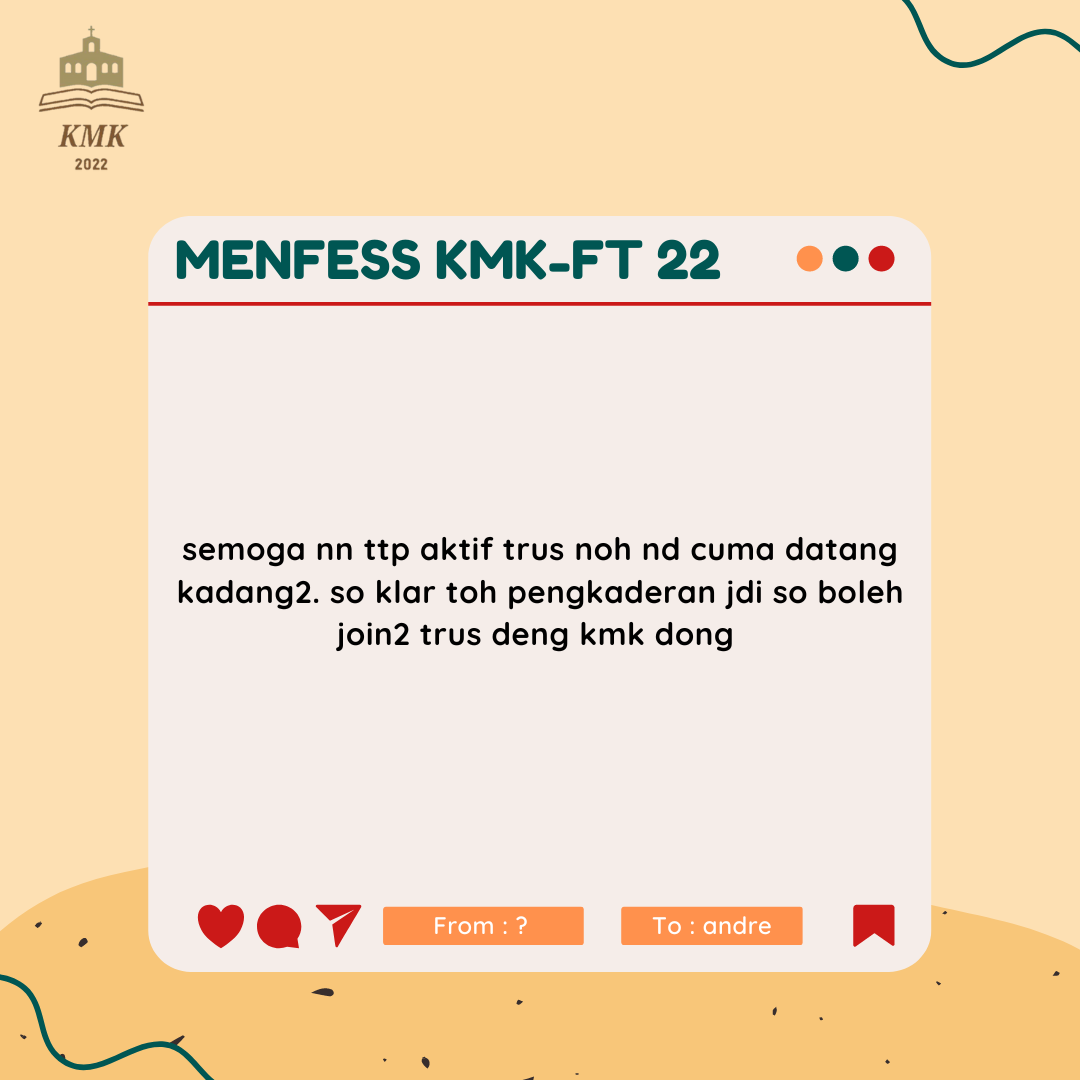 KMK
2022
MENFESS KMK-FT 22
semoga nn ttp aktif trus noh nd cuma datang
kadang2. so klar toh pengkaderan jdi so boleh
join2 trus deng kmk dong
From : ?
To : andre